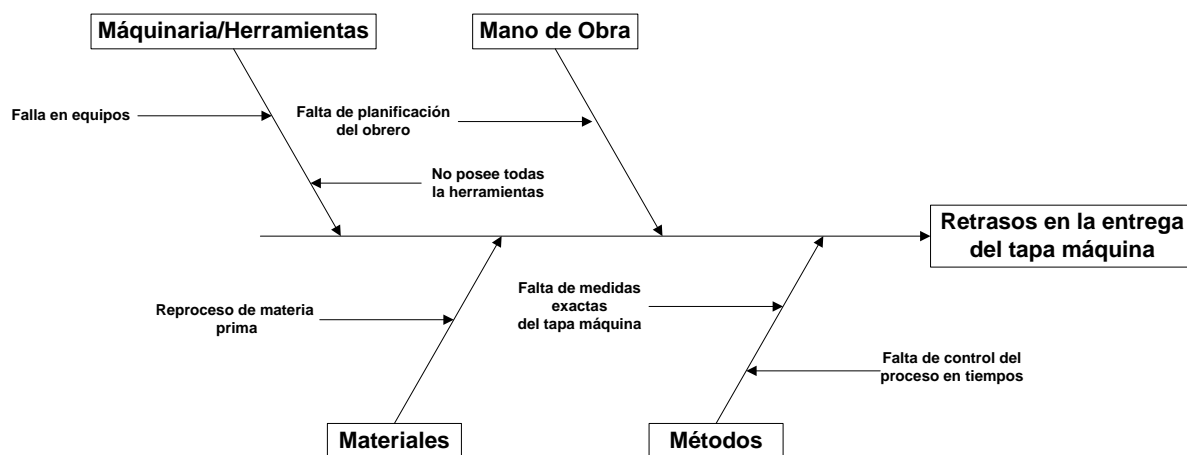 Máquinaria/Herramientas
Mano de Obra
Falla en equipos
Falta de planificación
del obrero
No posee todas
la herramientas
Retrasos en la entrega
del tapa máquina
Reproceso de materia
prima
Falta de medidas
exactas
del tapa máquina
Falta de control del
proceso en tiempos
Materiales
Métodos